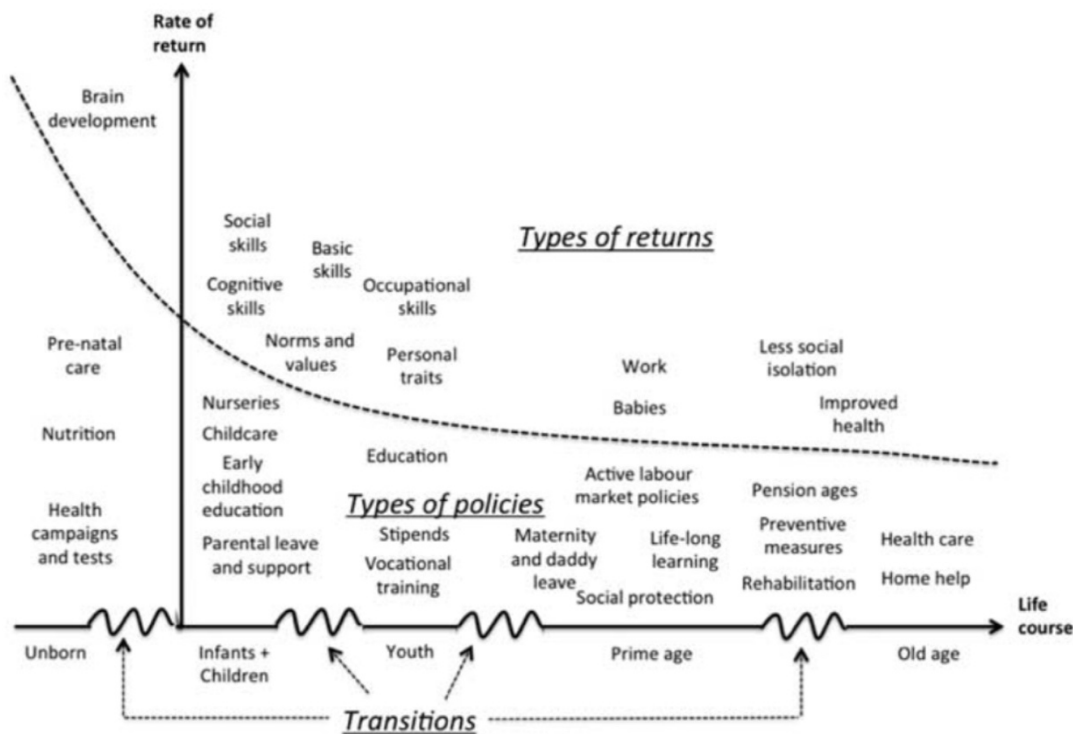 Rate of
return
Brain
development
Social
skills
Basic
skills
Types of returns
Cognitive
skills
Occupational
skills
Pre-natal
care
Norms and
values
Personal
traits
Work
Less social
isolation
Nurseries
Babies
Improved
health
Nutrition
Childcare
Education
Early
childhood
education
Active labour
market policies
Pension ages
Types of policies
Health
campaigns
and tests
Stipends
Maternity
and daddy
leave
Life-long
learning
Preventive
measures
Health care
Parental leave
and support
Vocational
training
Social protection
Rehabilitation
Home help
Life
course
Unborn
Infants +
Children
Youth
Prime age
Old age
Transitions